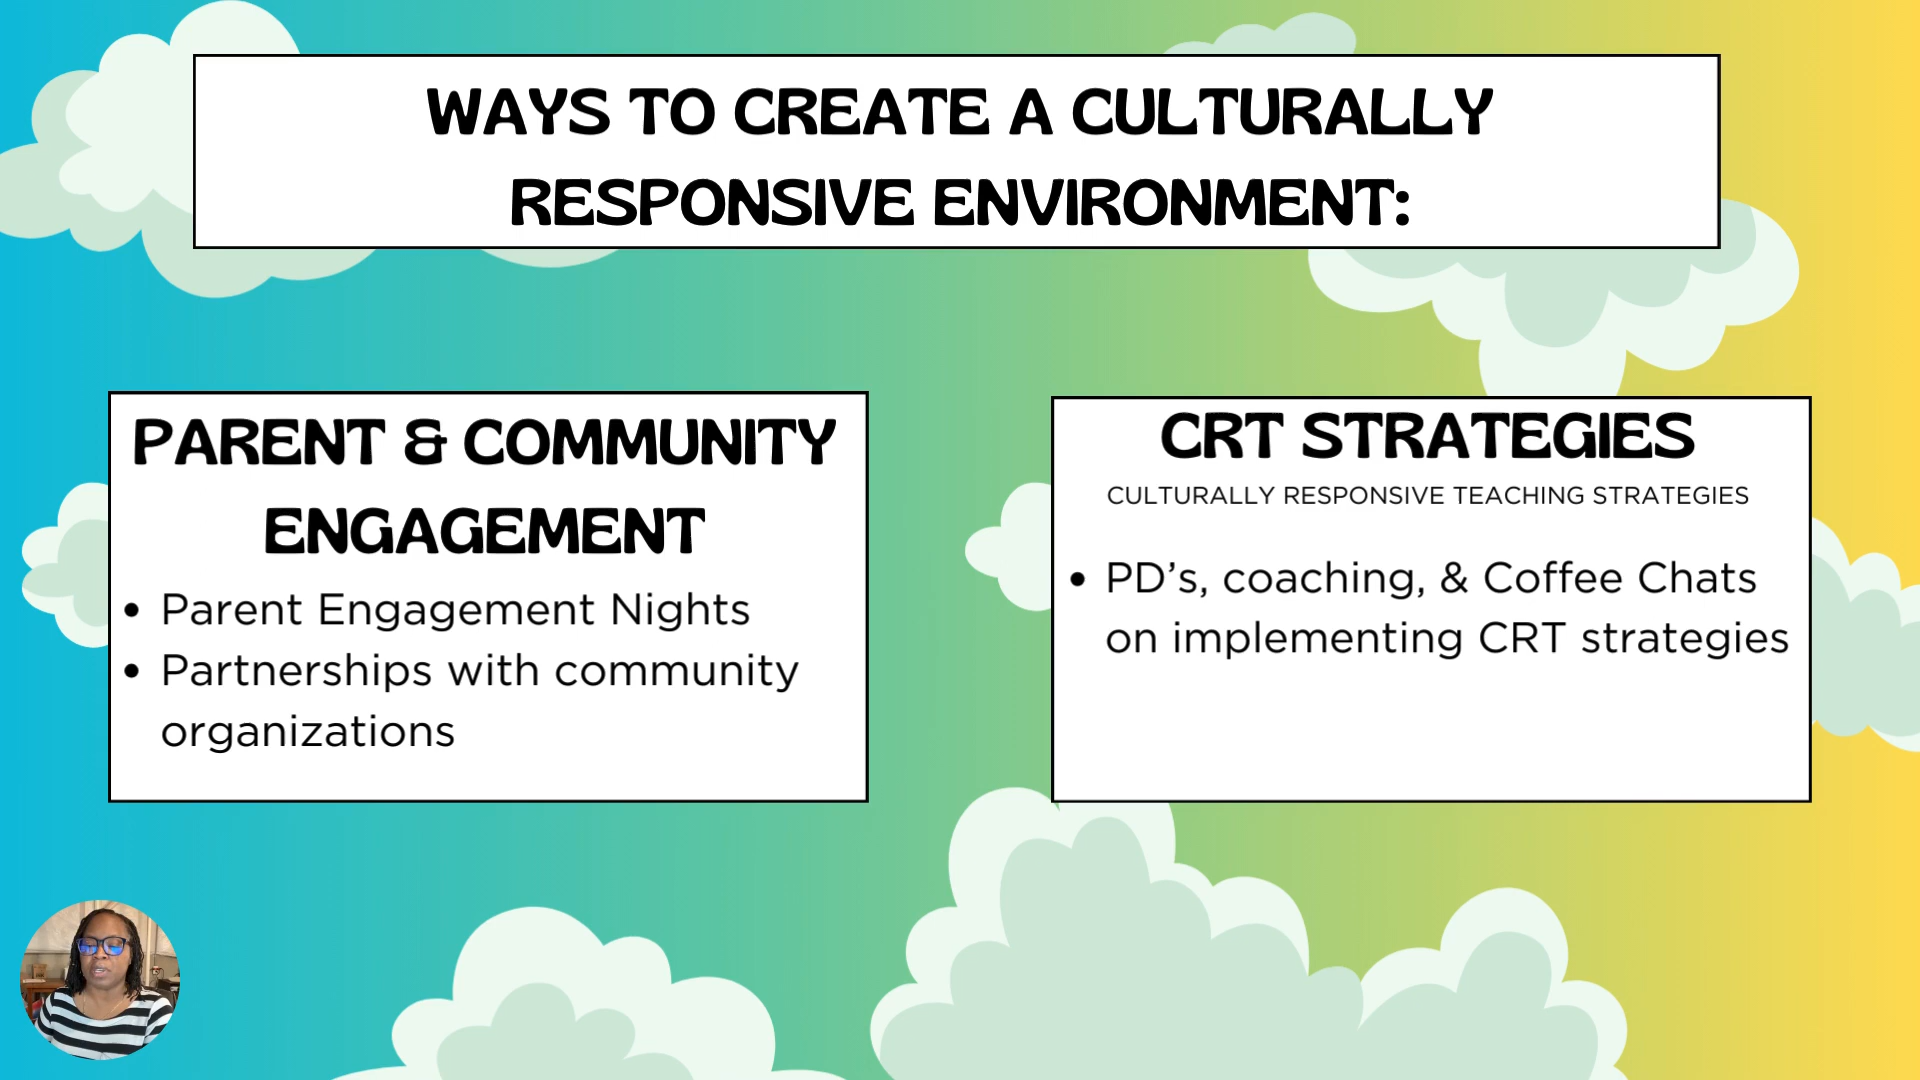 WAYS TO CREATE A CULTURALLY
RESPONSIVE ENVIRONMENT:
PARENT & COMMUNITY
ENGAGEMENT
• Parent Engagement Nights
• Partnerships with community
organizations
CRT STRATEGIES
CULTURALLY RESPONSIVE TEACHING STRATEGIES
• PD’s, coaching, & Coffee Chats
on implementing CRT strategies